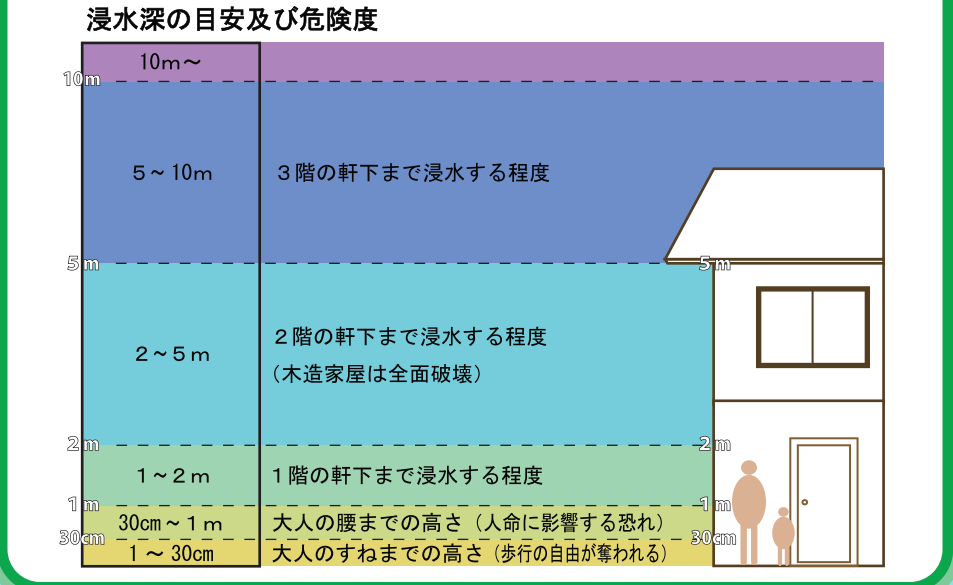 浸水深の目安及び危険度
10m～
10m
5～10m　3階の軒下まで浸水する程度
5m　5m
2～5m　2階の軒下まで浸水する程度
（木造家屋は全面破壊）
2m　2m
1～2m　1階の軒下まで浸水する程度
1m　1m
30cm～1m　大人の腰までの高さ（人命に影響する恐れ）
30cm　30cm
1～30cm　大人のすねまでの高さ（歩行の自由が奪われる）